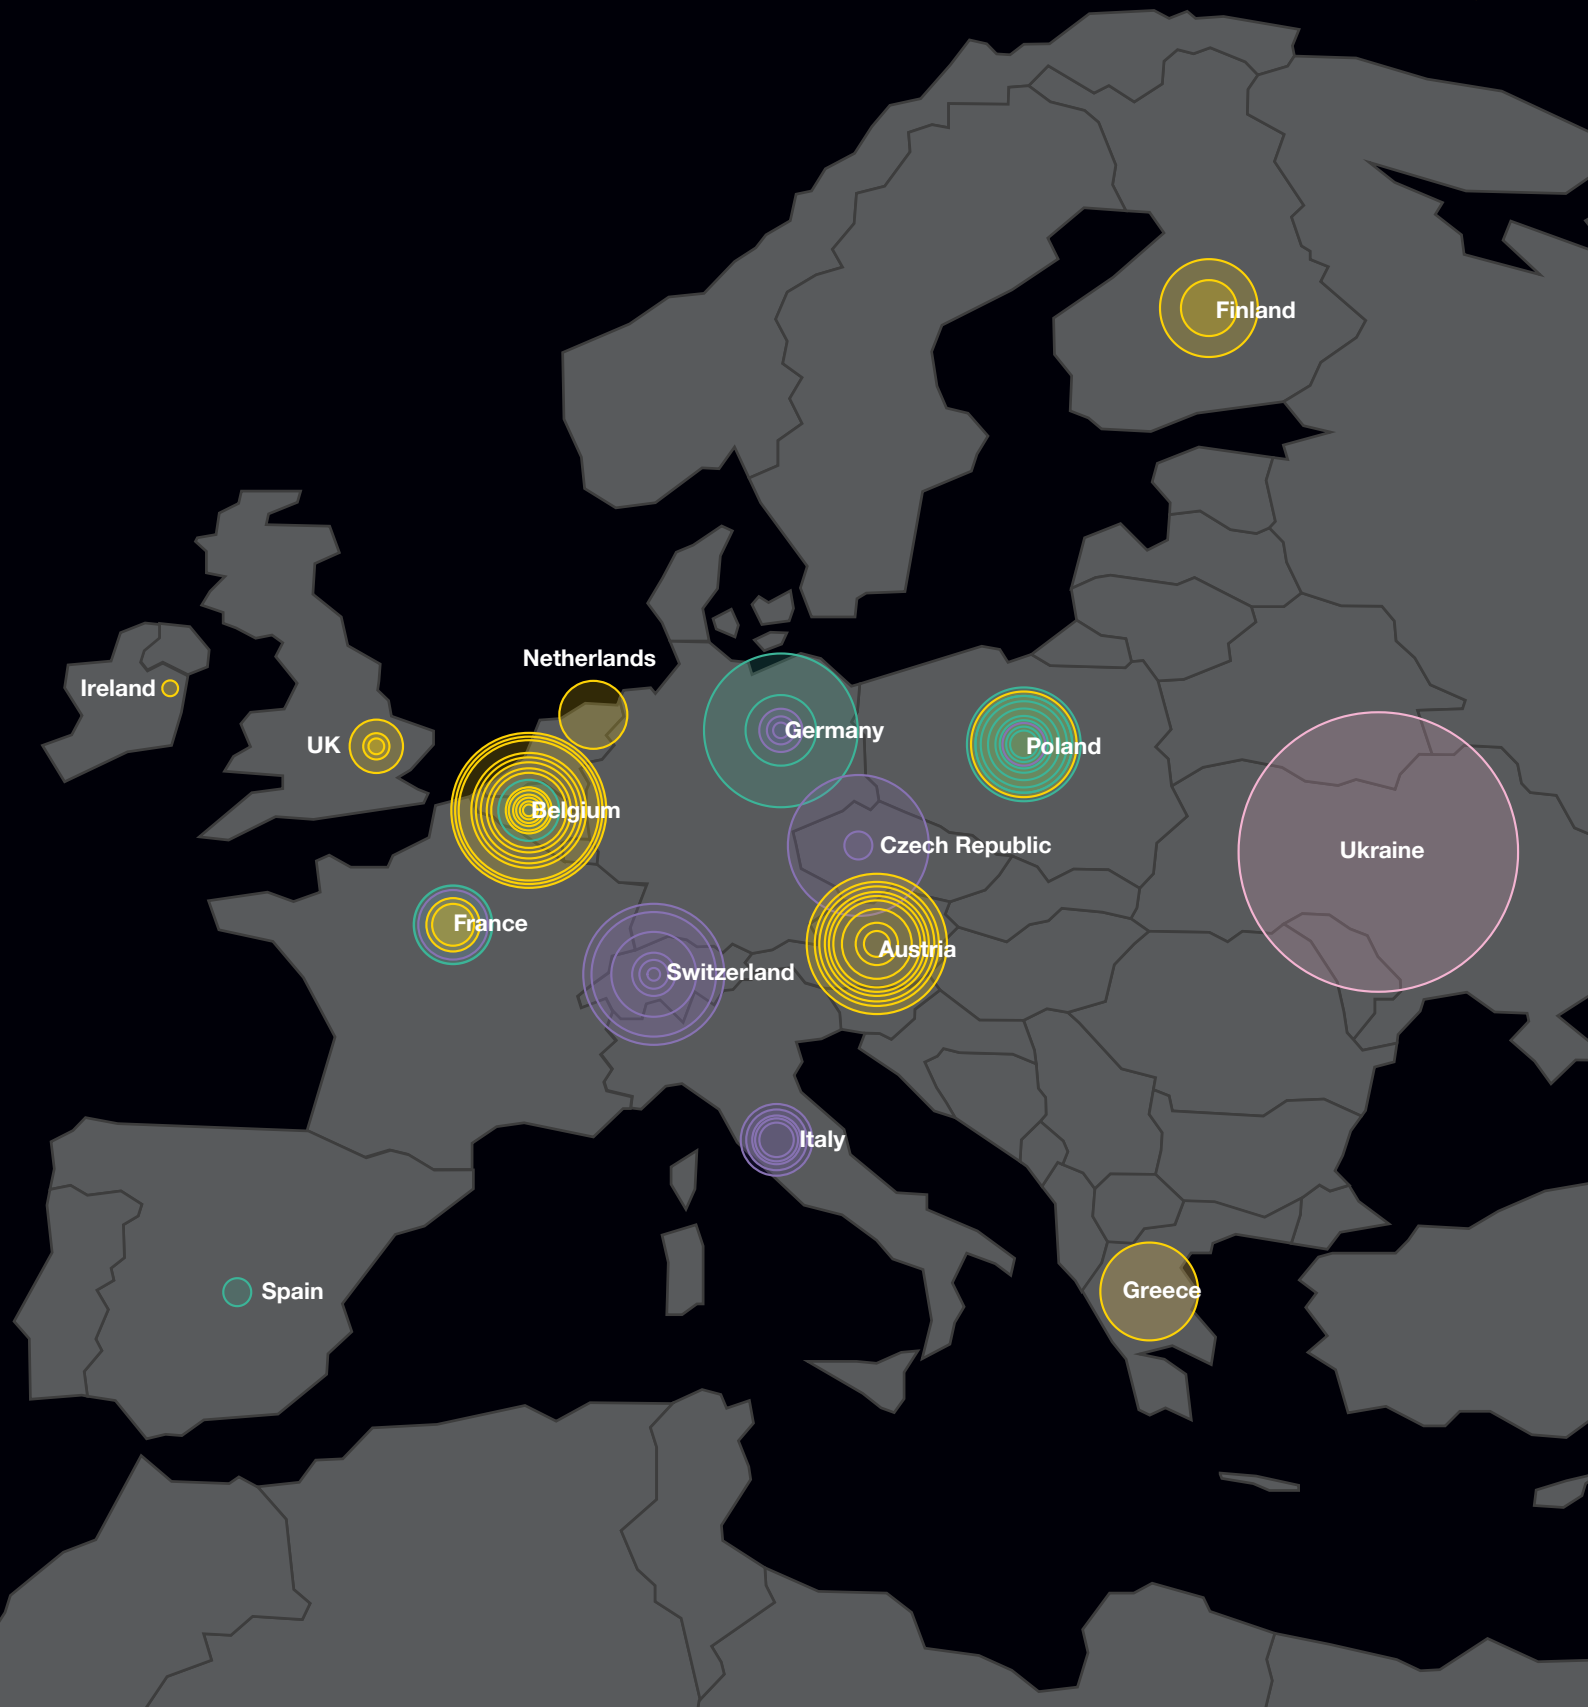 Finland
Netherlands
Ireland
UK
Germany
Poland
Belgium
Czech Republic
Ukraine
France
Austria
Switzerland
Italy
Spain
Greece